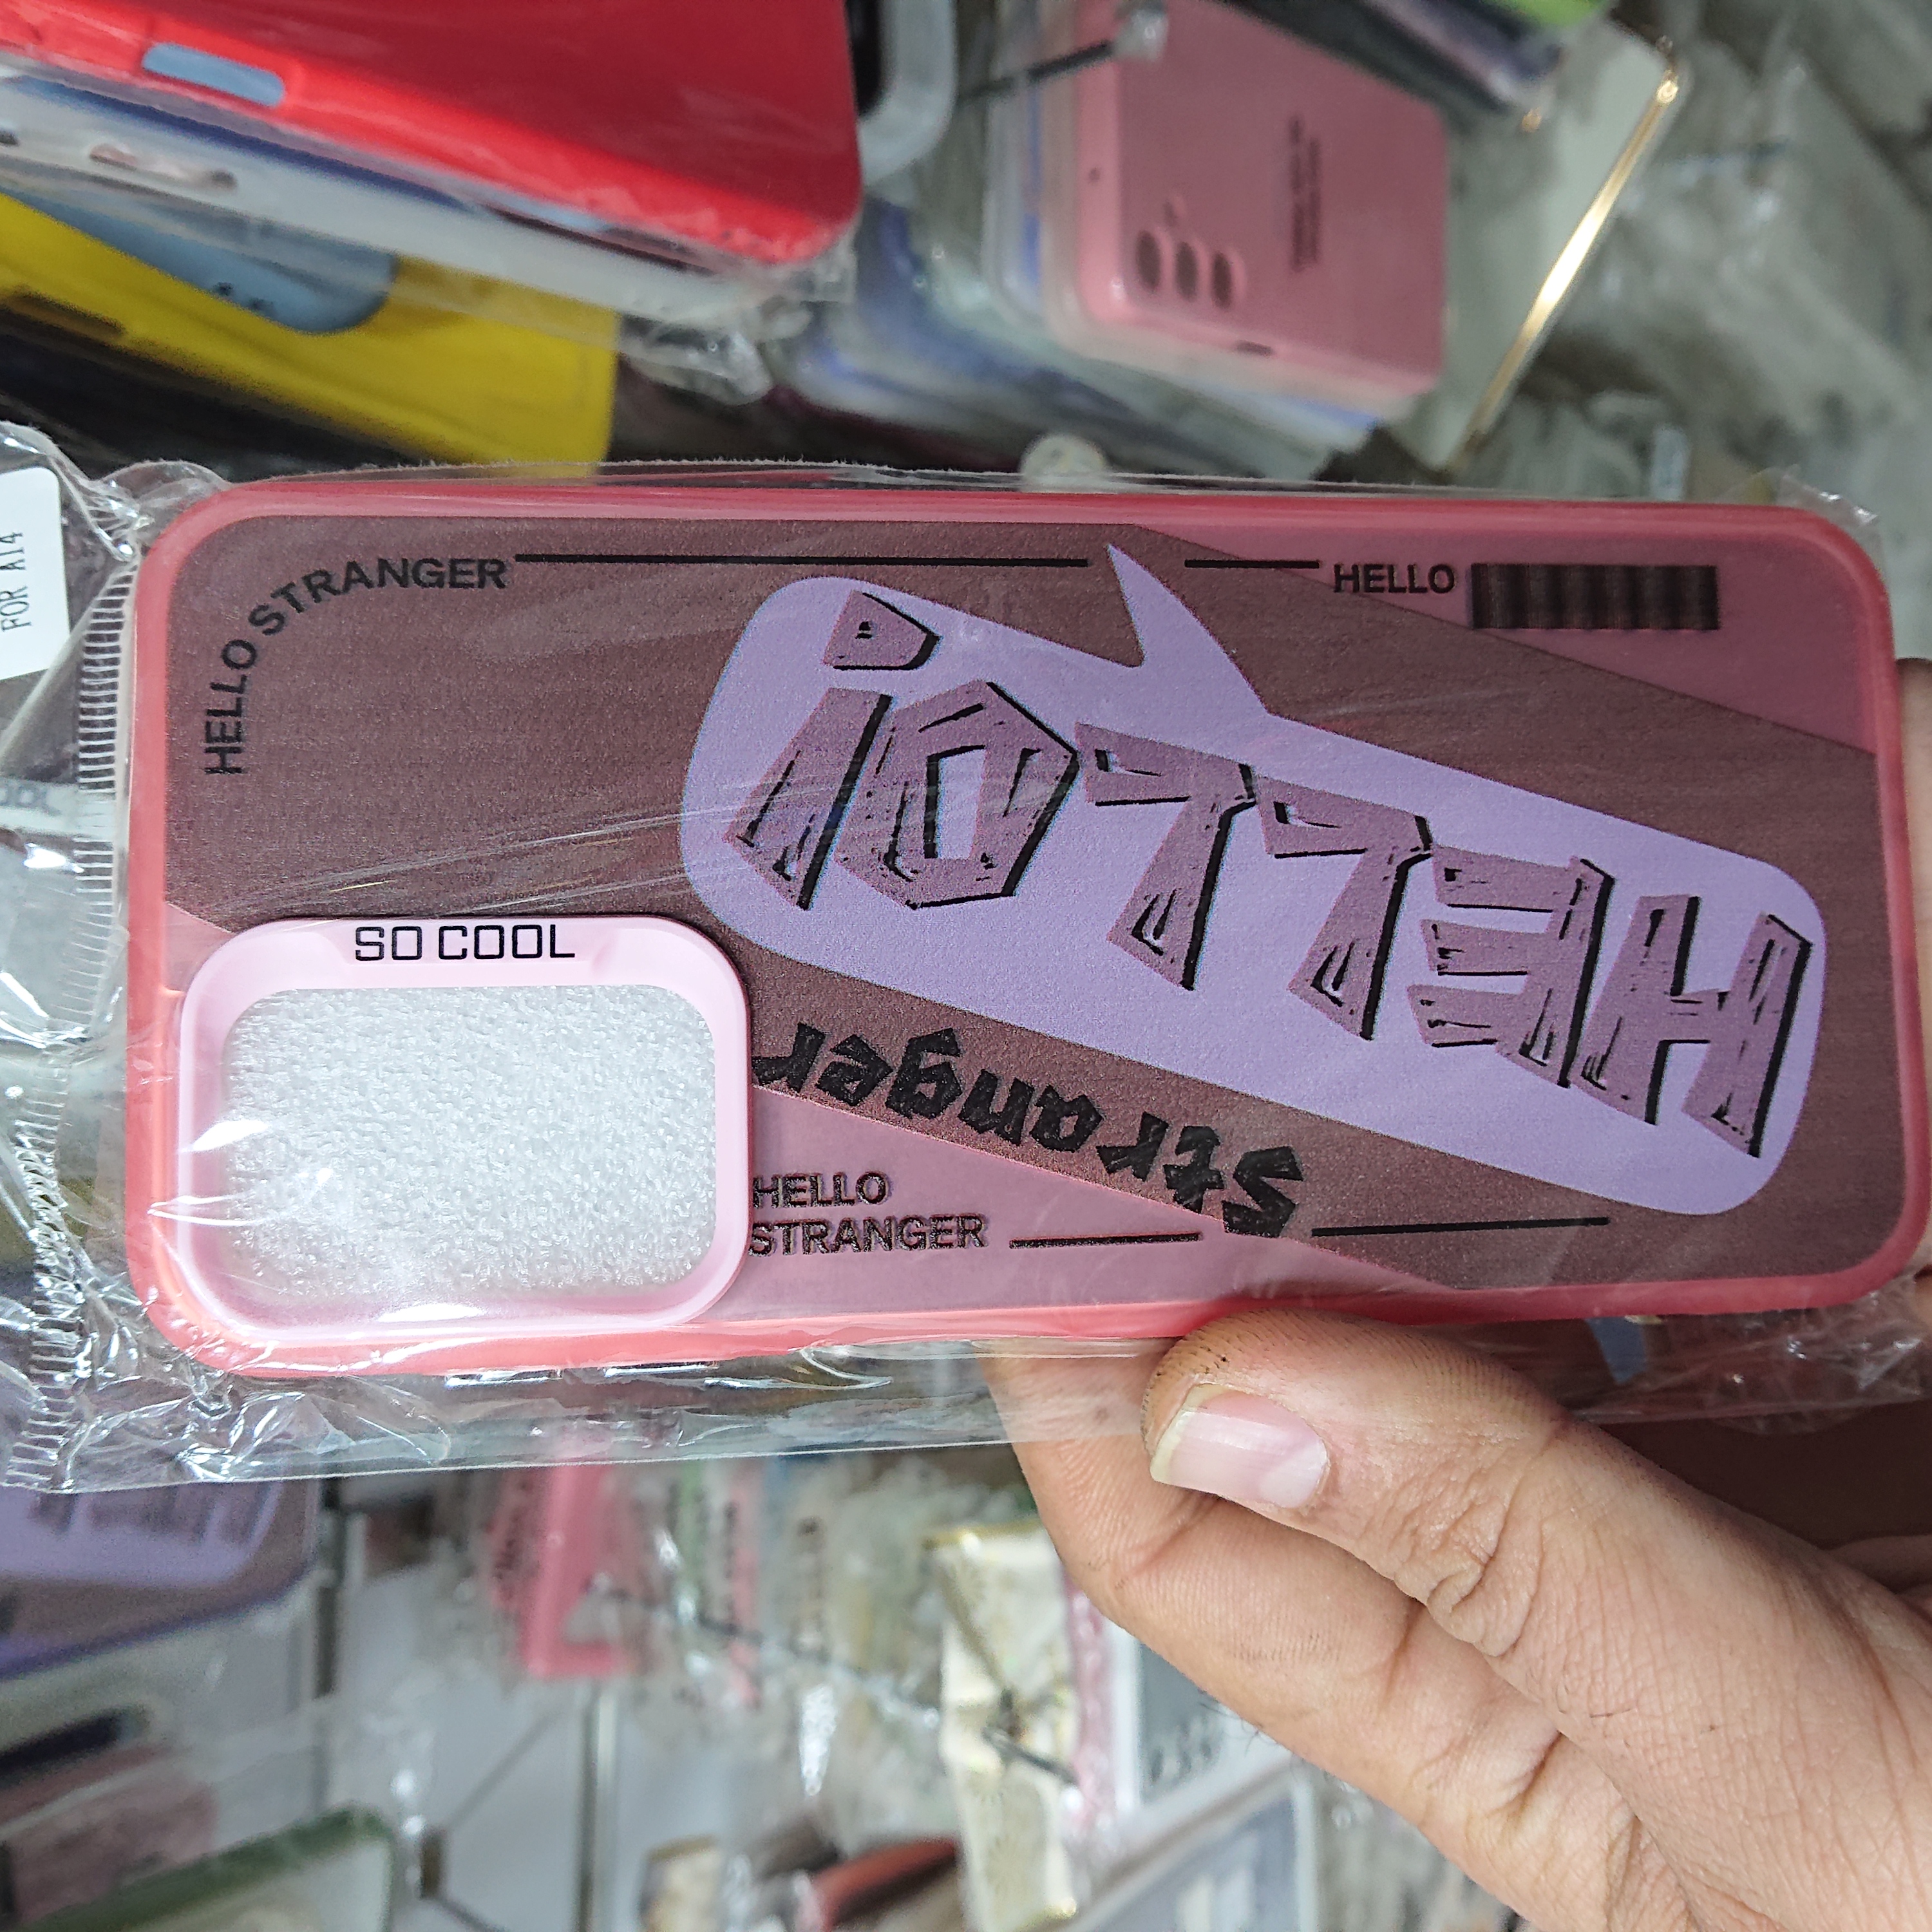 FOR A14
HELLO STRANGER
HELLO
HELLO!
SO COOL
Stranger
HELLO
STRANGER